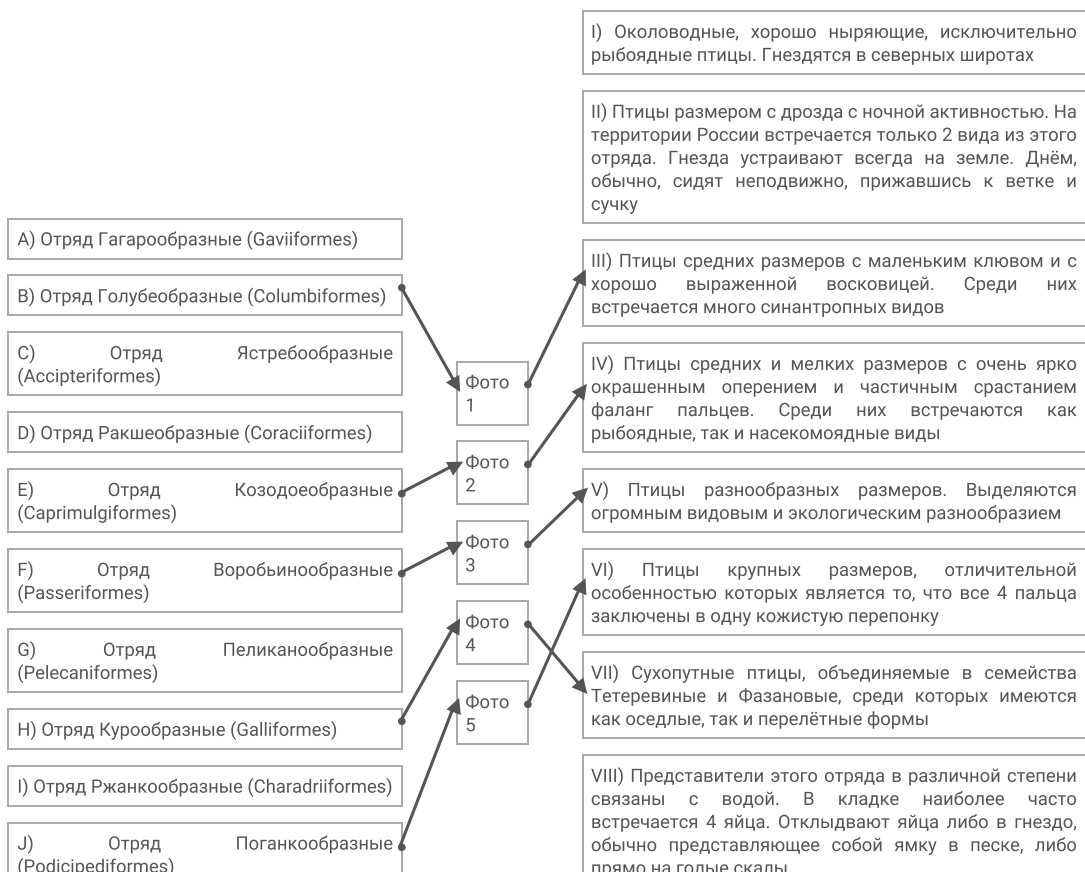 I) Околоводные, хорошо ныряющие, исключительно
рыбоядные птицы. Гнездятся в северных широтах
II) Птицы размером с дрозда с ночной активностью. На
территории России встречается только 2 вида из этого
отряда. Гнезда устраивают всегда на земле. Днём,
обычно, сидят неподвижно, прижавшись к ветке и
сучку
A) Отряд Гагарообразные (Gaviiformes)
B) Отряд Голубеобразные (Columbiformes)
C) Отряд Ястребообразные
(Accipiteriformes)
D) Отряд Ракшеобразные (Coraciiformes)
E) Отряд Козодоеобразные
(Caprimulgiformes)
F) Отряд Воробьинообразные
(Passeriformes)
G) Отряд Пеликанообразные
(Pelecaniformes)
H) Отряд Курообразные (Galliformes)
I) Отряд Ржанкообразные (Charadriiformes)
J) Отряд Поганкообразные
(Podicipediformes)
Фото
1
Фото
2
Фото
3
Фото
4
Фото
5
III) Птицы средних размеров с маленьким клювом и с
хорошо выраженной восковицей. Среди них
встречается много синантропных видов
IV) Птицы средних и мелких размеров с очень ярко
окрашенным оперением и частичным срастанием
фаланг пальцев. Среди них встречаются как
рыбоядные, так и насекомоядные виды
V) Птицы разнообразных размеров. Выделяются
огромным видовым и экологическим разнообразием
VI) Птицы крупных размеров, отличительной
особенностью которых является то, что все 4 пальца
заключены в одну кожистую перепонку
VII) Сухопутные птицы, объединяемые в семейства
Тетеревиные и Фазановые, среди которых имеются
как оседлые, так и перелётные формы
VIII) Представители этого отряда в различной степени
связаны с водой. В кладке наиболее часто
встречается 4 яйца. Отклыдвают яйца либо в гнездо,
обычно представляющее собой ямку в песке, либо
прямо на голые скалы